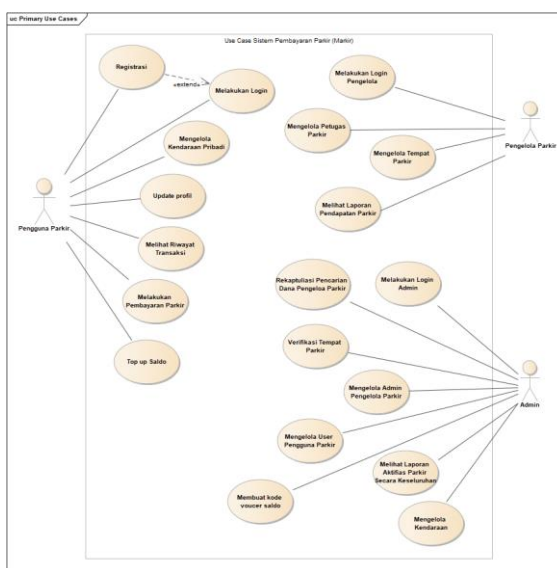 uc Primary Use Cases
Use Case Sistem Pembayaran Parkir (Markir)
Registrasi
«extend»
Melakukan Login
Mengelola
Kendaraan Pribadi
Update profil
Melihat Riwayat
Transaksi
Melakukan
Pembayaran Parkir
Top up Saldo
Pengguna Parkir
Melakukan Login
Pengelola
Mengelola Petugas
Parkir
Mengelola Tempat
Parkir
Melihat Laporan
Pendapatan Parkir
Pengelola Parkir
Rekaptuliasi Pencarian
Dana Pengeloa Parkir
Melakukan Login
Admin
Verifikasi Tempat
Parkir
Mengelola Admin
Pengelola Parkir
Mengelola User
Pengguna Parkir
Melihat Laporan
Aktifias Parkir
Secara Keseluruhan
Membuat kode
voucer saldo
Mengelola
Kendaraan
Admin